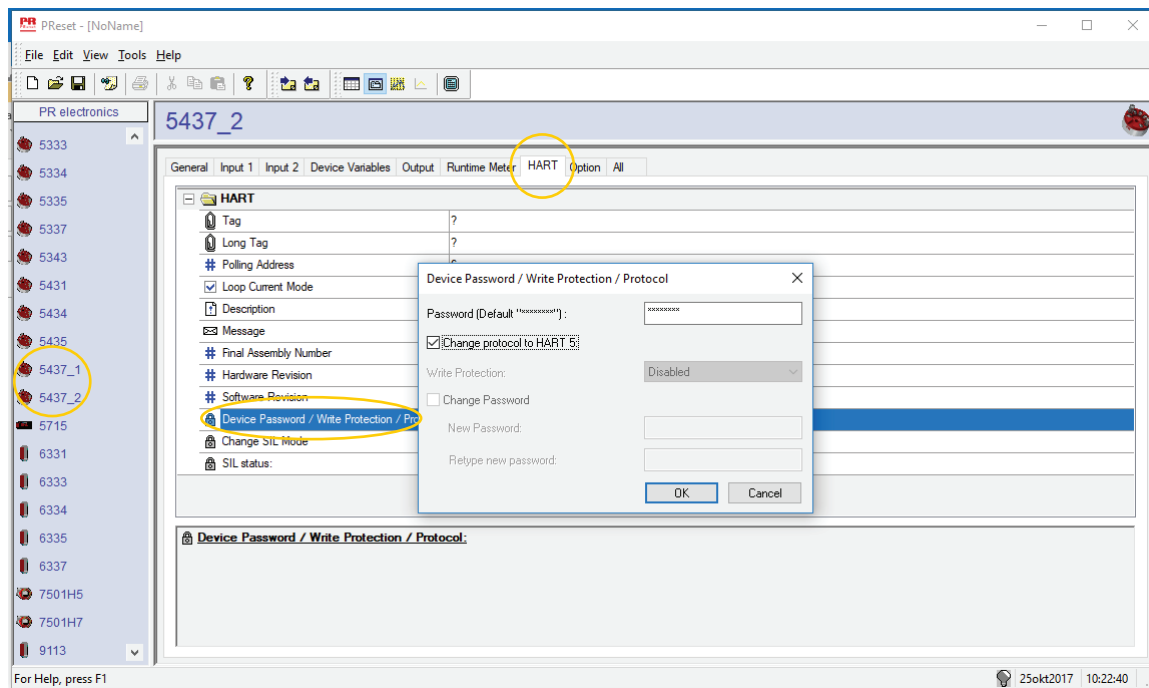 PR
PReset - [NoName]
File Edit View Tools Help
PR electronics
5333
5334
5335
5337
5343
5431
5434
5435
5437_1
5437_2
5715
6331
6333
6334
6335
6337
7501H5
7501H7
9113
5437_2
General Input 1 Input 2 Device Variables Output Runtime Meter HART Option All
HART
Tag ?
Long Tag ?
Polling Address
Loop Current Mode
Description
Message
Final Assembly Number
Hardware Revision
Software Revision
Device Password / Write Protection / Pro
Change SIL Mode
SIL status:
Device Password / Write Protection / Protocol
Password (Default "********") : ********
Change protocol to HART 5
Write Protection: Disabled
Change Password
New Password:
Retype new password:
OK Cancel
Device Password / Write Protection / Protocol:
For Help, press F1
25okt2017 10:22:40